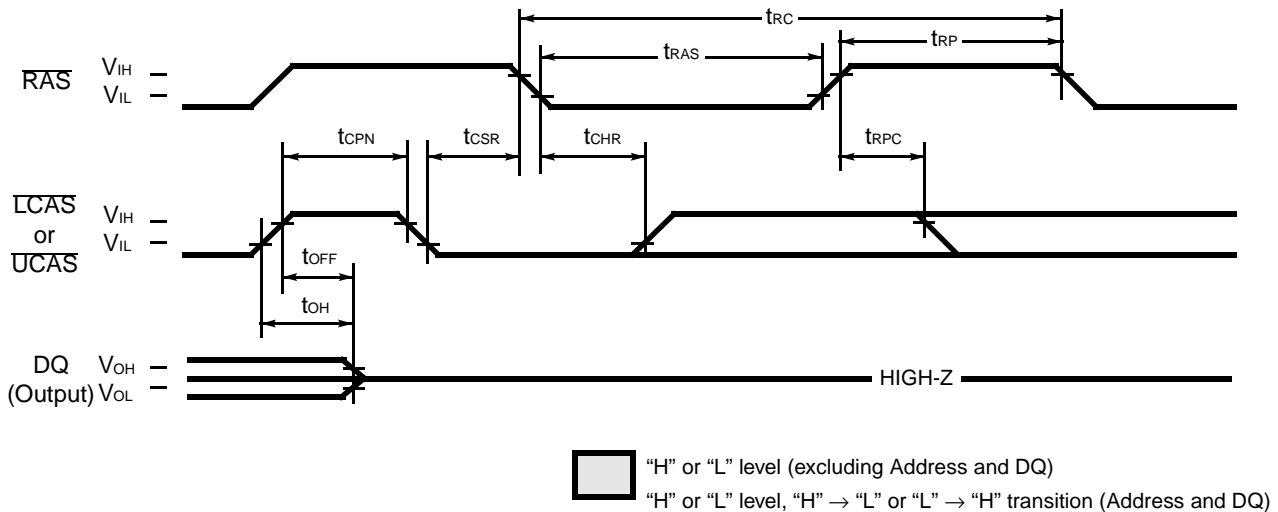 tRC
tRP
tRAS
RAS
VIH
VIL
tCPN
tCSR
tCHR
tRPC
LCAS
or
UCAS
VIH
VIL
tOFF
tOH
DQ
(Output)
VOH
VOL
HIGH-Z
“H” or “L” level (excluding Address and DQ)
“H” or “L” level, “H” → “L” or “L” → “H” transition (Address and DQ)